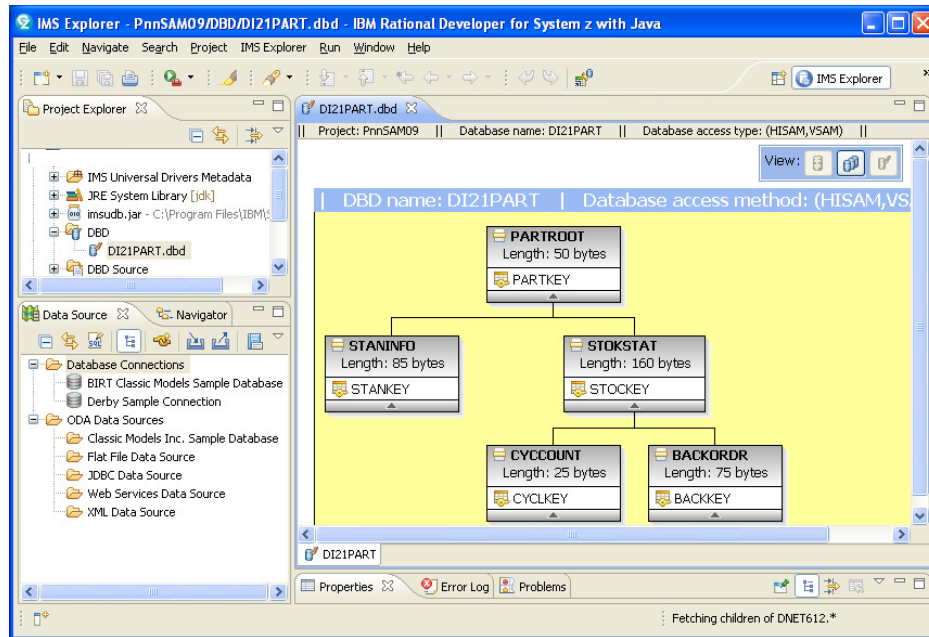 IMS Explorer - PnnSAM09/DBD/DI21PART.dbd - IBM Rational Developer for System z with Java
File Edit Navigate Search Project IMS Explorer Run Window Help
IMS Explorer
Project Explorer
IMS Universal Drivers Metadata
JRE System Library [jdk]
imsudb.jar - C:\Program Files\IBM\
DBD
DI21PART.dbd
DBD Source
Data Source Navigator
Database Connections
BIRT Classic Models Sample Database
Derby Sample Connection
ODA Data Sources
Classic Models Inc. Sample Database
Flat File Data Source
JDBC Data Source
Web Services Data Source
XML Data Source
DI21PART.dbd
|| Project: PnnSAM09 || Database name: DI21PART || Database access type: (HISAM,VSAM) ||
View:
| DBD name: DI21PART | Database access method: (HISAM,VS
PARTROOT
Length: 50 bytes
PARTKEY
STANINFO
Length: 85 bytes
STANKEY
STOKSTAT
Length: 160 bytes
STOCKEY
CYCCOUNT
Length: 25 bytes
CYCLKEY
BACKORDR
Length: 75 bytes
BACKKEY
DI21PART
Properties Error Log Problems
Fetching children of DNET612.*